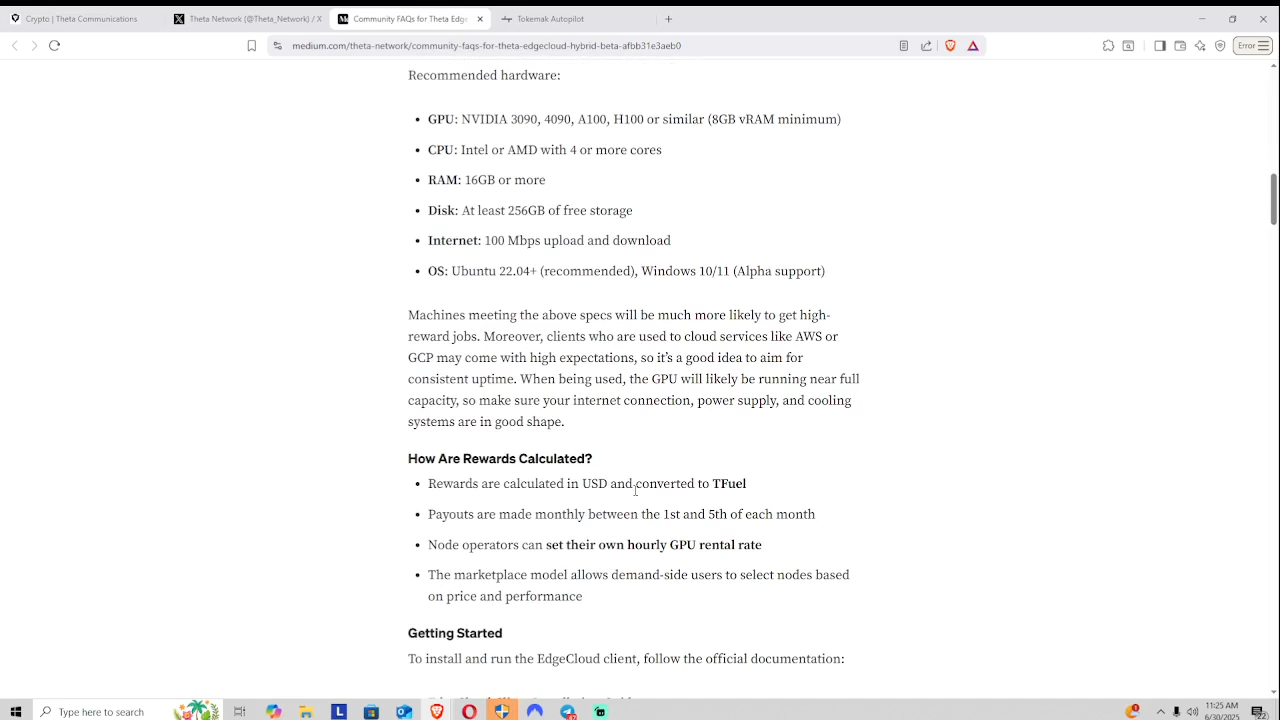 Crypto | Theta Communications
Theta Network (@Theta_Network) / X
Community FAQs for Theta Edge
Tokemak Autopilot
medium.com/theta-network/community-faqs-for-theta-edgecloud-hybrid-beta-afbb31e3aeb0
Error
Recommended hardware:
• GPU: NVIDIA 3090, 4090, A100, H100 or similar (8GB vRAM minimum)
• CPU: Intel or AMD with 4 or more cores
• RAM: 16GB or more
• Disk: At least 256GB of free storage
• Internet: 100 Mbps upload and download
• OS: Ubuntu 22.04+ (recommended), Windows 10/11 (Alpha support)
Machines meeting the above specs will be much more likely to get high-
reward jobs. Moreover, clients who are used to cloud services like AWS or
GCP may come with high expectations, so it’s a good idea to aim for
consistent uptime. When being used, the GPU will likely be running near full
capacity, so make sure your internet connection, power supply, and cooling
systems are in good shape.
How Are Rewards Calculated?
• Rewards are calculated in USD and converted to TFuel
• Payouts are made monthly between the 1st and 5th of each month
• Node operators can set their own hourly GPU rental rate
• The marketplace model allows demand-side users to select nodes based
on price and performance
Getting Started
To install and run the EdgeCloud client, follow the official documentation:
Type here to search
11:25 AM
6/30/2025